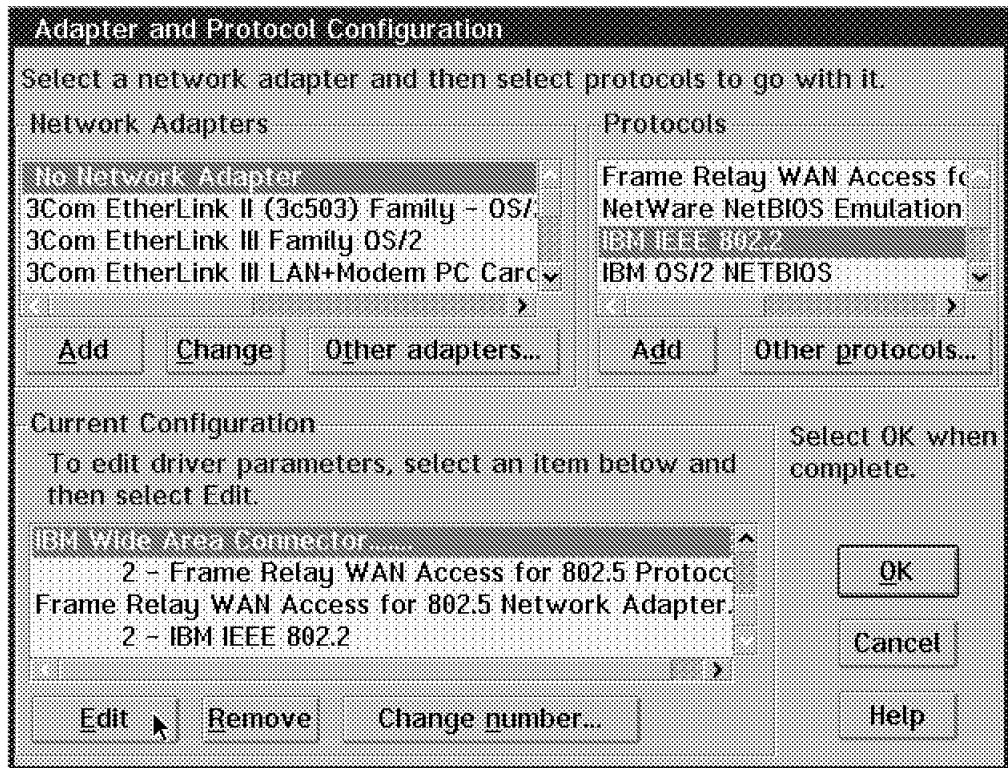 Adapter and Protocol Configuration
Select a network adapter and then select protocols to go with it.
Network Adapters
No Network Adapter
3Com EtherLink II (3c503) Family - OS/
3Com EtherLink III Family OS/2
3Com EtherLink III LAN+Modem PC Carc
Add Change Other adapters...
Protocols
Frame Relay WAN Access fo
NetWare NetBIOS Emulation
IBM IEEE 802.2
IBM OS/2 NETBIOS
Add Other protocols...
Current Configuration
To edit driver parameters, select an item below and
then select Edit.
IBM Wide Area Connector.......
2 - Frame Relay WAN Access for 802.5 Protocc
Frame Relay WAN Access for 802.5 Network Adapter.
2 - IBM IEEE 802.2
Edit Remove Change number...
Select OK when
complete.
OK
Cancel
Help